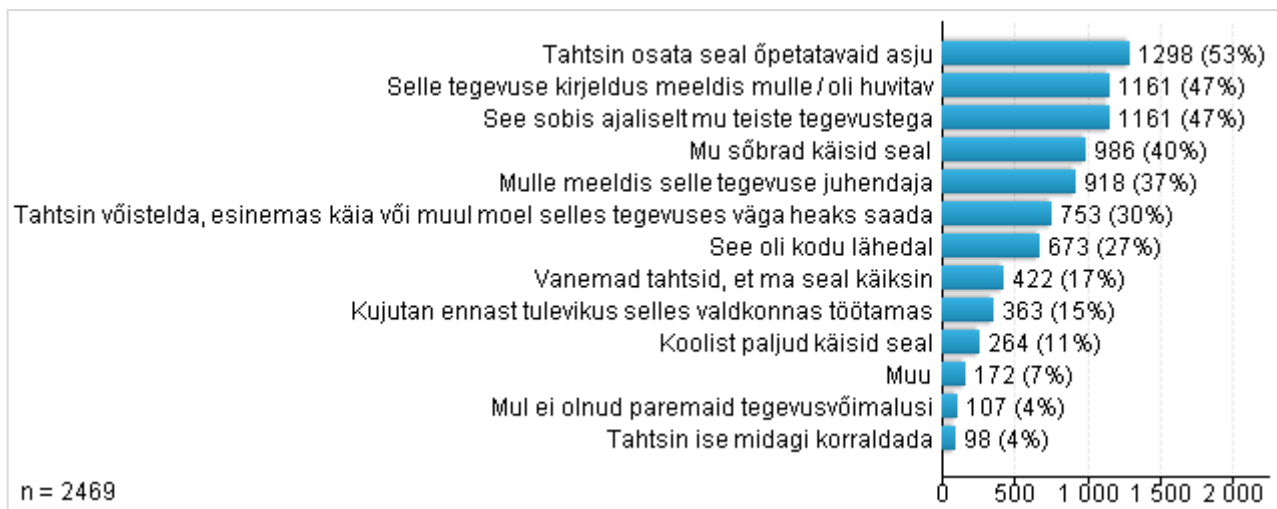 Tahtsin osata seal õpetatavaid asju 1298 (53%)
Selle tegevuse kirjeldus meeldis mulle / oli huvitav 1161 (47%)
See sobis ajaliselt mu teiste tegevustega 1161 (47%)
Mu sõbrad käisid seal 986 (40%)
Mulle meeldis selle tegevuse juhendaja 918 (37%)
Tahtsin võistelda, esinemas käia või muul moel selles tegevuses väga heaks saada 753 (30%)
See oli kodu lähedal 673 (27%)
Vanemad tahtsid, et ma seal käiksin 422 (17%)
Kujutan ennast tulevikus selles valdkonnas töötamas 363 (15%)
Koolist paljud käisid seal 264 (11%)
Muu 172 (7%)
Mul ei olnud paremaid tegevusvõimalusi 107 (4%)
Tahtsin ise midagi korraldada 98 (4%)
n = 2469 0 500 1 000 1 500 2 000